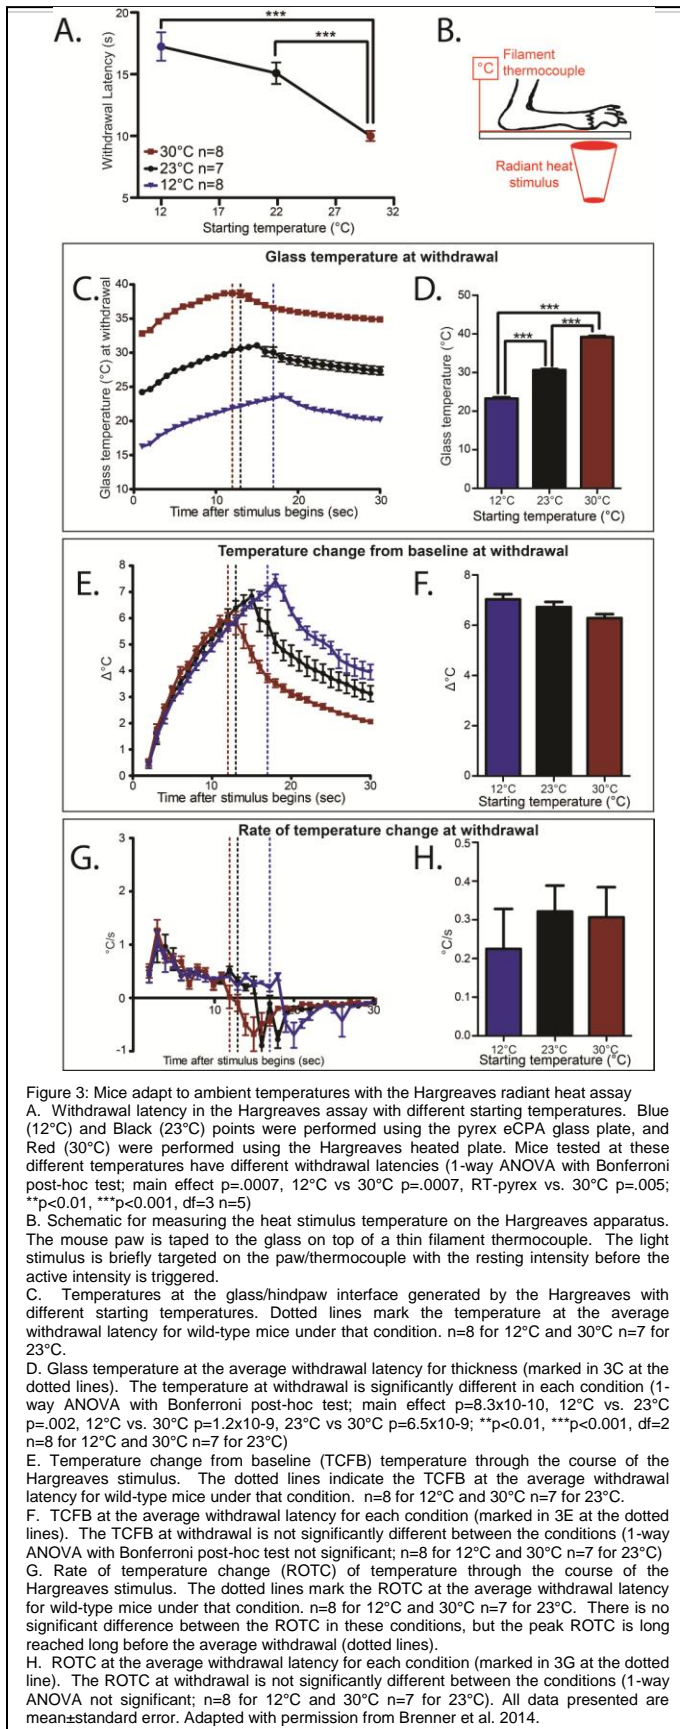 A.
Withdrawal Latency (s)
20
15
10
5
***
***
30°C n=8
23°C n=7
12°C n=8
12
17
22
27
32
Starting temperature (°C)
B.
°C
Filament
thermocouple
Radiant heat
stimulus
Glass temperature at withdrawal
C.
Glass temperature (°C) at withdrawal
40
35
30
25
20
15
10
0
10
20
30
Time after stimulus begins (sec)
D.
Glass temperature (°C)
50
40
30
20
10
0
***
***
***
12°C
23°C
30°C
Starting temperature (°C)
Temperature change from baseline at withdrawal
E.
Δ°C
8
7
6
5
4
3
2
1
0
0
10
20
30
Time after stimulus begins (sec)
F.
Δ°C
8
6
4
2
0
12°C
23°C
30°C
Starting temperature (°C)
Rate of temperature change at withdrawal
G.
°C/s
3
2
1
0
-1
10
30
Time after stimulus begins (sec)
H.
°C/s
0.5
0.4
0.3
0.2
0.1
0.0
12°C
23°C
30°C
Starting temperature (°C)
Figure 3: Mice adapt to ambient temperatures with the Hargreaves radiant heat assay
A. Withdrawal latency in the Hargreaves assay with different starting temperatures. Blue
(12°C) and Black (23°C) points were performed using the pyrex eCPA glass plate, and
Red (30°C) were performed using the Hargreaves heated plate. Mice tested at these
different temperatures have different withdrawal latencies (1-way ANOVA with Bonferroni
post-hoc test; main effect p=.0007, 12°C vs 30°C p=.0007, RT-pyrex vs. 30°C p=.005;
**p<0.01, ***p<0.001, df=3 n=5)
B. Schematic for measuring the heat stimulus temperature on the Hargreaves apparatus.
The mouse paw is taped to the glass on top of a thin filament thermocouple. The light
stimulus is briefly targeted on the paw/thermocouple with the resting intensity before the
active intensity is triggered.
C. Temperatures at the glass/hindpaw interface generated by the Hargreaves with
different starting temperatures. Dotted lines mark the temperature at the average
withdrawal latency for wild-type mice under that condition. n=8 for 12°C and 30°C n=7 for
23°C.
D. Glass temperature at the average withdrawal latency for thickness (marked in 3C at the
dotted lines). The temperature at withdrawal is significantly different in each condition (1-
way ANOVA with Bonferroni post-hoc test; main effect p=8.3x10-10, 12°C vs. 23°C
p=.002, 12°C vs. 30°C p=1.2x10-9, 23°C vs 30°C p=6.5x10-9; **p<0.01, ***p<0.001, df=2
n=8 for 12°C and 30°C n=7 for 23°C)
E. Temperature change from baseline (TCFB) temperature through the course of the
Hargreaves stimulus. The dotted lines indicate the TCFB at the average withdrawal
latency for wild-type mice under that condition. n=8 for 12°C and 30°C n=7 for 23°C.
F. TCFB at the average withdrawal latency for each condition (marked in 3E at the dotted
lines). The TCFB at withdrawal is not significantly different between the conditions (1-way
ANOVA with Bonferroni post-hoc test not significant; n=8 for 12°C and 30°C n=7 for 23°C)
G. Rate of temperature change (ROTC) of temperature through the course of the
Hargreaves stimulus. The dotted lines mark the ROTC at the average withdrawal latency
for wild-type mice under that condition. n=8 for 12°C and 30°C n=7 for 23°C. There is no
significant difference between the ROTC in these conditions, but the peak ROTC is long
reached long before the average withdrawal (dotted lines).
H. ROTC at the average withdrawal latency for each condition (marked in 3G at the dotted
line). The ROTC at withdrawal is not significantly different between the conditions (1-way
ANOVA not significant; n=8 for 12°C and 30°C n=7 for 23°C). All data presented are
mean±standard error. Adapted with permission from Brenner et al. 2014.